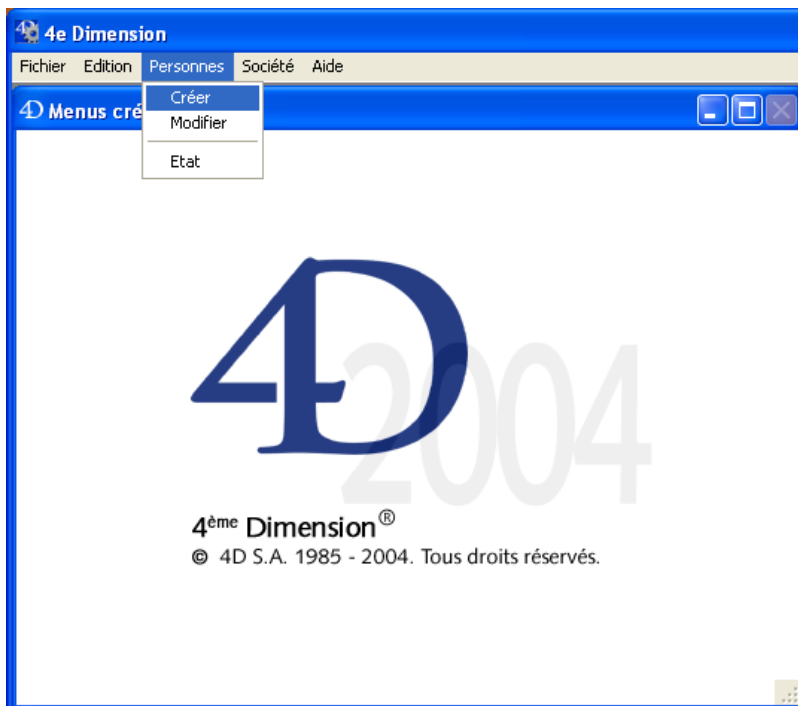 4e Dimension
Fichier Edition Personnes Société Aide
4D Menus cré
Créer
Modifier
Etat
4D
2004
4ème Dimension®
© 4D S.A. 1985 - 2004. Tous droits réservés.